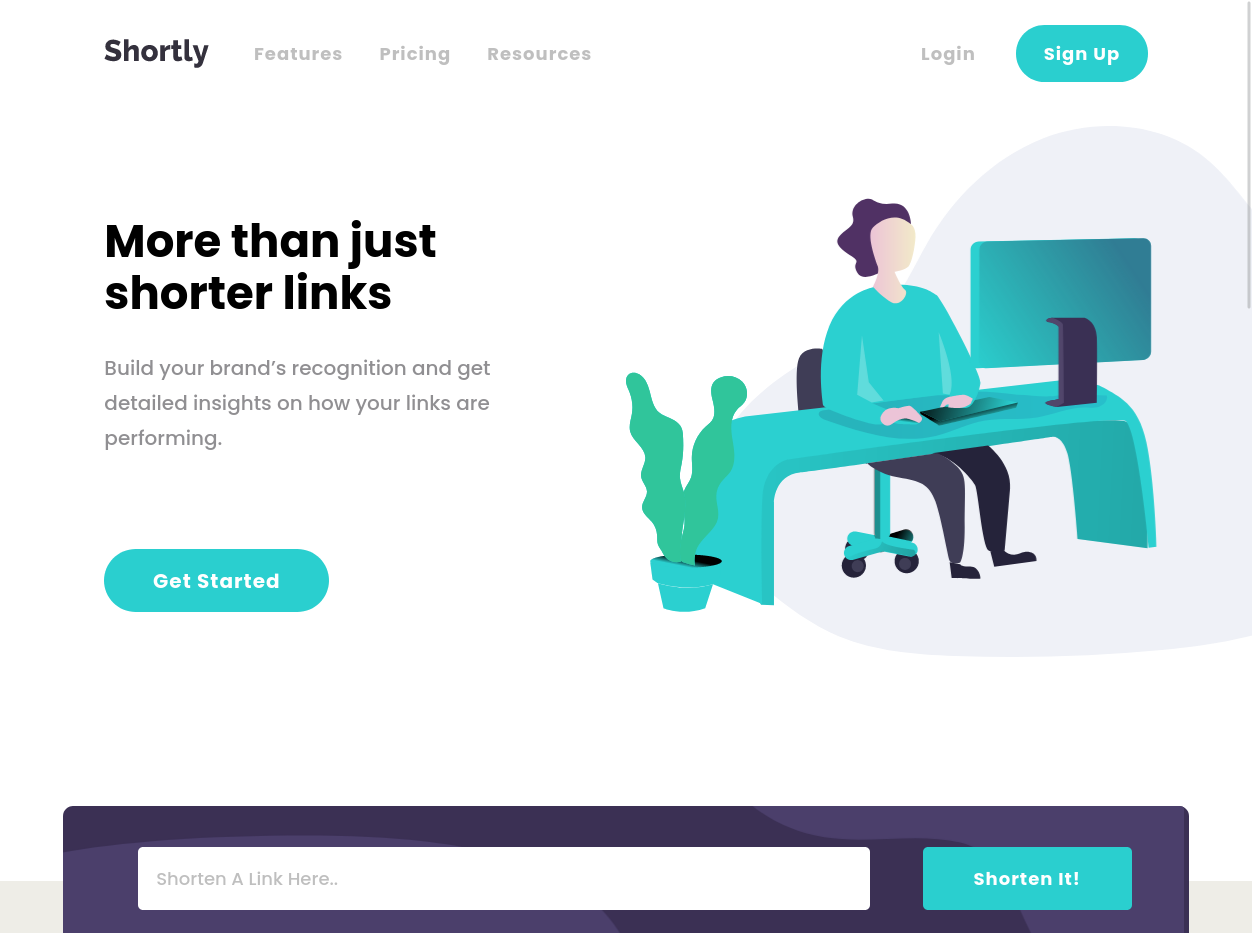 Shortly Features Pricing Resources Login Sign Up
More than just
shorter links
Build your brand’s recognition and get
detailed insights on how your links are
performing.
Get Started
Shorten A Link Here.. Shorten It!